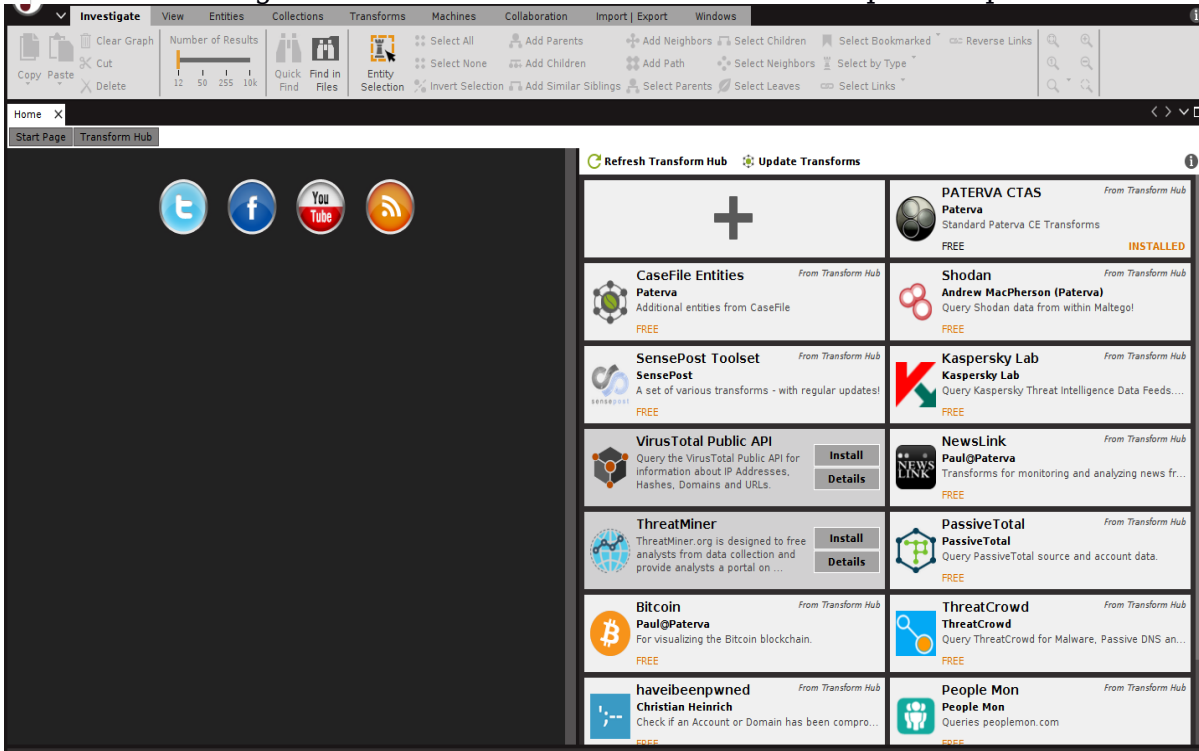 Investigate View Entities Collections Transforms Machines Collaboration Import | Export Windows
Copy Paste
Clear Graph
Cut
Delete
Number of Results
12 50 255 10k
Quick Find
Find in Files
Entity Selection
Select All
Select None
Invert Selection
Add Parents
Add Children
Add Similar Siblings
Add Neighbors
Add Path
Select Parents
Select Children
Select Neighbors
Select Leaves
Select Bookmarked
Select by Type
Select Links
Reverse Links
Home X
Start Page Transform Hub
Refresh Transform Hub Update Transforms
You
Tube
PATERVA CTAS From Transform Hub
Paterva
Standard Paterva CE Transforms
FREE INSTALLED
CaseFile Entities From Transform Hub
Paterva
Additional entities from CaseFile
FREE
Shodan From Transform Hub
Andrew MacPherson (Paterva)
Query Shodan data from within Maltego!
FREE
SensePost Toolset From Transform Hub
SensePost
A set of various transforms - with regular updates!
FREE
sensepost
Kaspersky Lab From Transform Hub
Kaspersky Lab
Query Kaspersky Threat Intelligence Data Feeds....
FREE
VirusTotal Public API
Query the VirusTotal Public API for
information about IP Addresses,
Hashes, Domains and URLs.
Install
Details
NewsLink From Transform Hub
Paul@Paterva
Transforms for monitoring and analyzing news fr...
FREE
NEWS
LINK
ThreatMiner
ThreatMiner.org is designed to free
analysts from data collection and
provide analysts a portal on ...
Install
Details
PassiveTotal From Transform Hub
PassiveTotal
Query PassiveTotal source and account data.
FREE
Bitcoin From Transform Hub
Paul@Paterva
For visualizing the Bitcoin blockchain.
FREE
ThreatCrowd From Transform Hub
ThreatCrowd
Query ThreatCrowd for Malware, Passive DNS an...
FREE
haveibeenpwned From Transform Hub
Christian Heinrich
Check if an Account or Domain has been compro...
FREE
';--
People Mon From Transform Hub
People Mon
Queries peoplemon.com
FREE